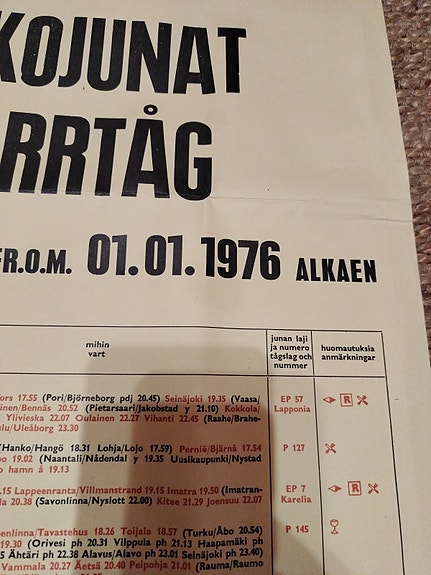 KOJUNAT
RRTÅG
FR.O.M. 01.01.1976 ALKAEN
mihin
vart
junan laji
ja numero
tågslag och
nummer
huomautuksia
anmärkningar
fors 17.55 (Pori/Björneborg pdj 20.45) Seinäjoki 19.35 (Vaasa/
inen/Bennäs 20.52 (Pietarsaari/Jakobstad y 21.10) Kokkola/
Ylivieska 22.07 Oulainen 22.27 Vihanti 22.45 (Raahe/Brahe-
ulu/Uleåborg 23.30
EP 57
Lapponia
R
/Hanko/Hangö 18.31 Lohja/Lojo 17.59) Perniö/Bjärnå 17.54
bo 19.02 (Naantali/Nådendal y 19.35 Uusikaupunki/Nystad
o hamn å 19.13
P 127
.15 Lappeenranta/Villmanstrand 19.15 Imatra 19.50 (Imatran-
la 20.38 (Savonlinna/Nyslott 22.00) Kitee 21.29 Joensuu 22.07
EP 7
Karelia
R
eenlinna/Tavastehus 18.26 Toijala 18.57 (Turku/Åbo 20.54)
19.30 (Orivesi ph 20.31 Vilppula ph 21.13 Haapamäki ph
5 Ähtäri ph 22.38 Alavus/Alavo ph 23.01 Seinäjoki ph 23.40)
Vammala 20.27 Äetsä 20.40 Peipohja 21.01 (Rauma/Raumo
P 145